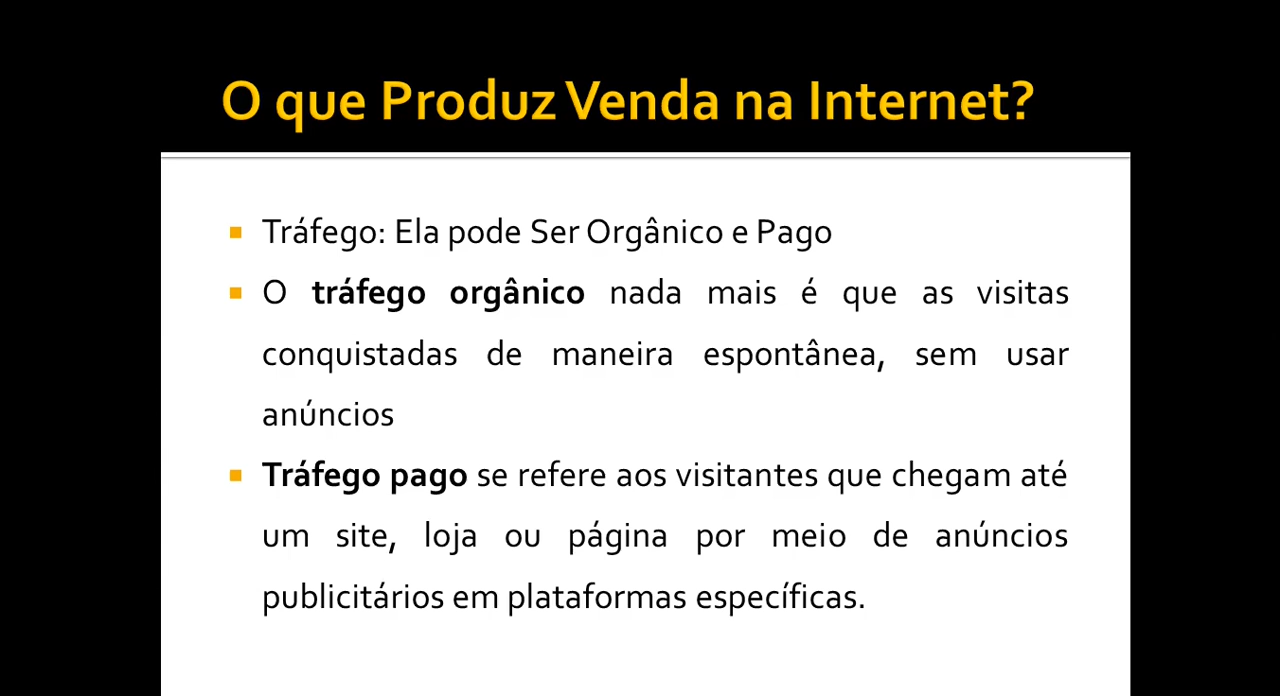 O que Produz Venda na Internet?
Tráfego: Ela pode Ser Orgânico e Pago
O tráfego orgânico nada mais é que as visitas
conquistadas de maneira espontânea, sem usar
anúncios
Tráfego pago se refere aos visitantes que chegam até
um site, loja ou página por meio de anúncios
publicitários em plataformas específicas.